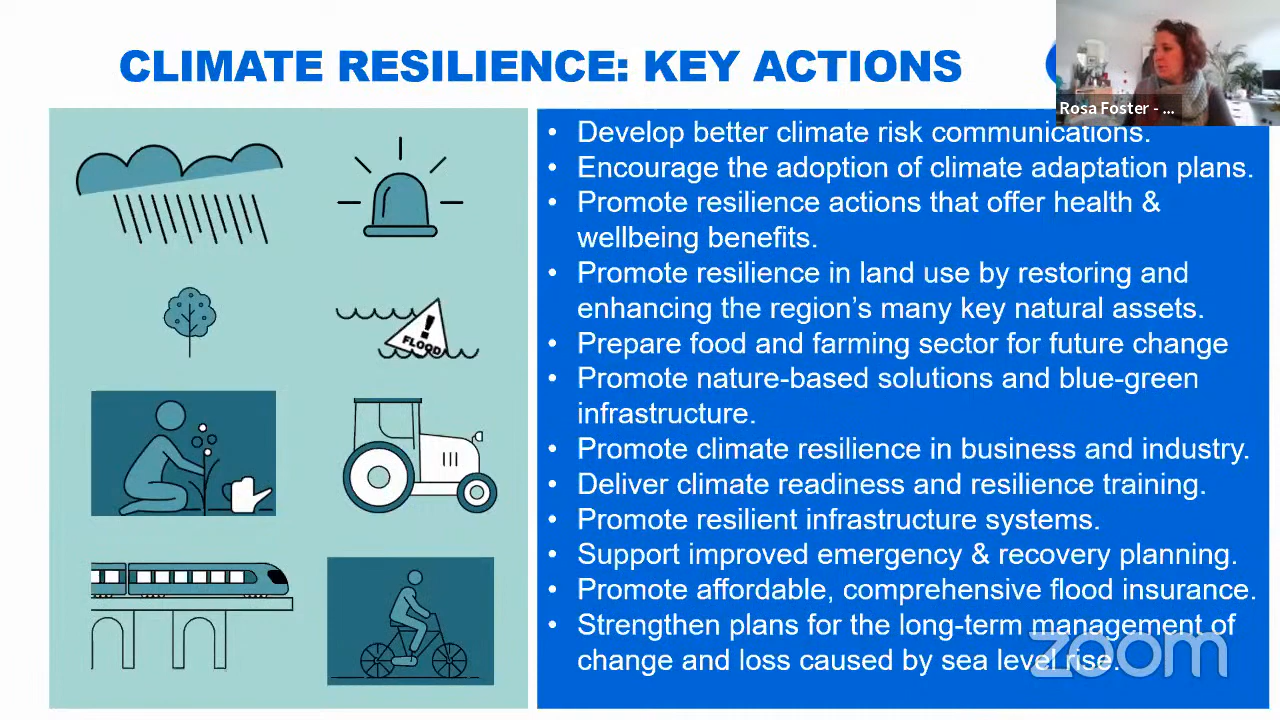 CLIMATE RESILIENCE: KEY ACTIONS
Rosa Foster - ...
• Develop better climate risk communications.
• Encourage the adoption of climate adaptation plans.
• Promote resilience actions that offer health &
wellbeing benefits.
• Promote resilience in land use by restoring and
enhancing the region’s many key natural assets.
• Prepare food and farming sector for future change
• Promote nature-based solutions and blue-green
infrastructure.
• Promote climate resilience in business and industry.
• Deliver climate readiness and resilience training.
• Promote resilient infrastructure systems.
• Support improved emergency & recovery planning.
• Promote affordable, comprehensive flood insurance.
• Strengthen plans for the long-term management of
change and loss caused by sea level rise.
!
FLOOD
zoom